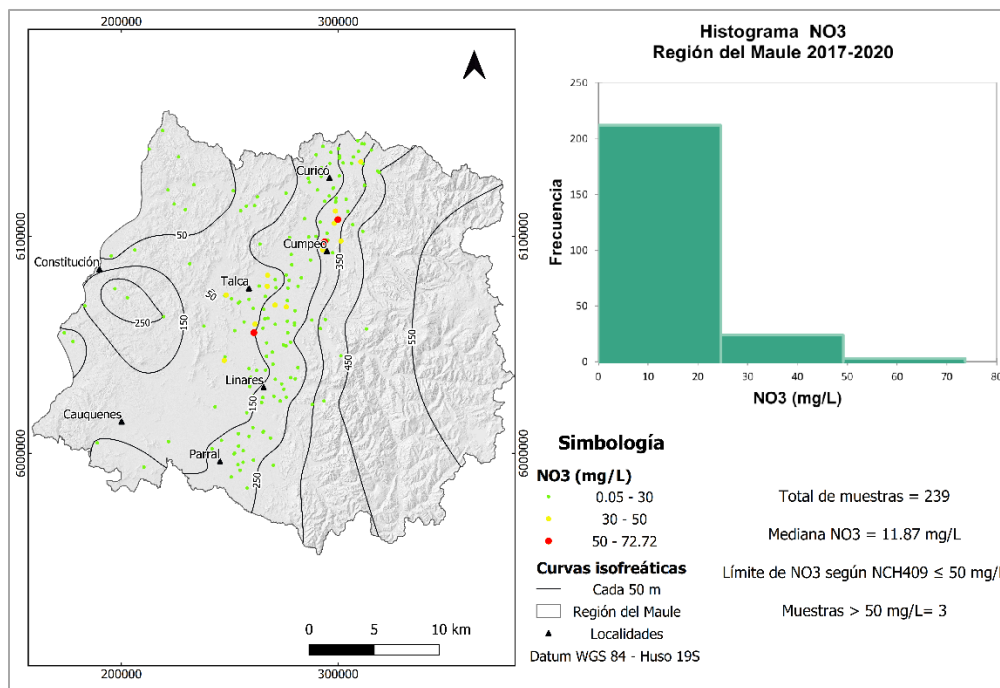 200000
300000
6100000
6000000
6100000
6000000
200000
300000
Curicó
Constitución
Cumpeo
Talca
Linares
Cauquenes
Parral
50
50
150
250
150
250
350
450
550
0
5
10 km
Histograma NO3
Región del Maule 2017-2020
Frecuencia
250
200
150
100
50
0
0
10
20
30
40
50
60
70
80
NO3 (mg/L)
Simbología
NO3 (mg/L)
0.05 - 30
30 - 50
50 - 72.72
Curvas isofreáticas
Cada 50 m
Región del Maule
Localidades
Datum WGS 84 - Huso 19S
Total de muestras = 239
Mediana NO3 = 11.87 mg/L
Límite de NO3 según NCH409 ≤ 50 mg/L
Muestras > 50 mg/L= 3